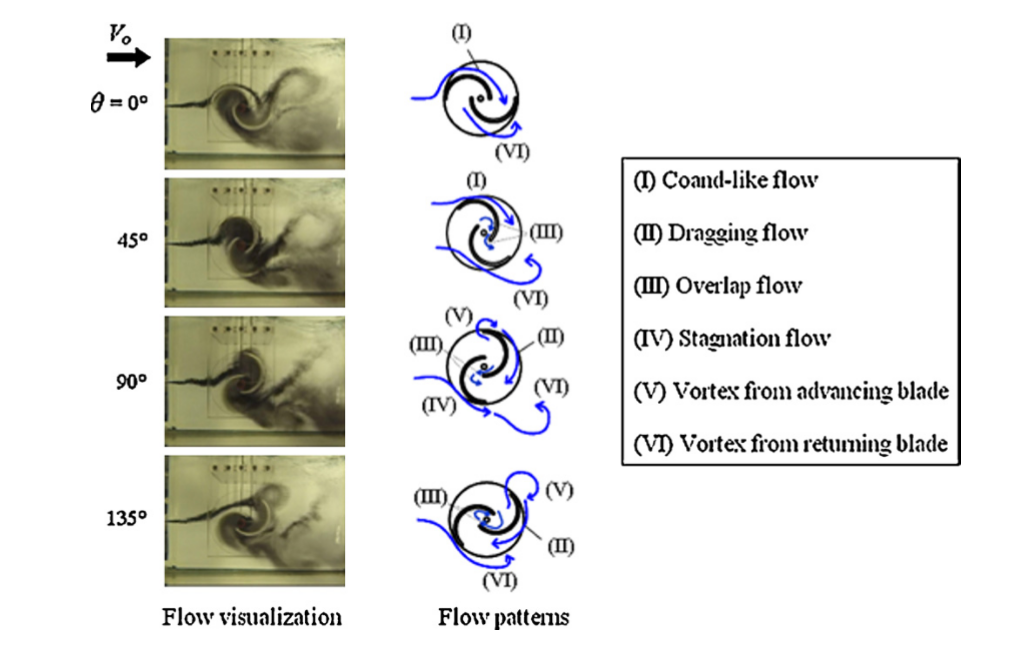 V₀
θ = 0°
(I)
(VI)
45°
(I)
(III)
(VI)
90°
(V)
(III)
(II)
(VI)
(IV)
135°
(III)
(V)
(II)
(VI)
Flow visualization
Flow patterns
(I) Coand-like flow
(II) Dragging flow
(III) Overlap flow
(IV) Stagnation flow
(V) Vortex from advancing blade
(VI) Vortex from returning blade